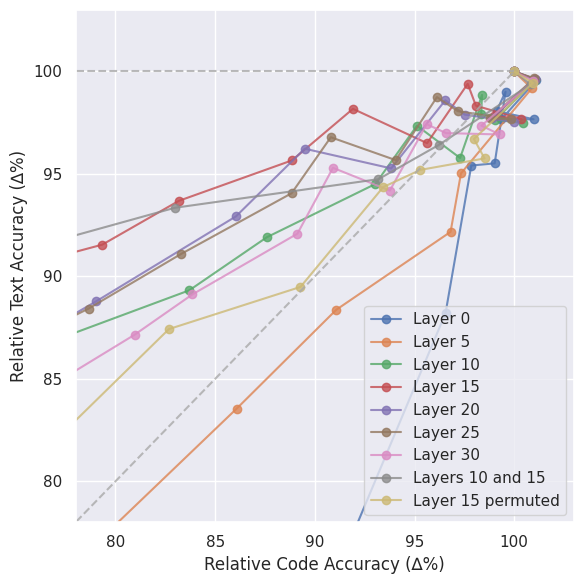 100
95
90
85
80
Relative Text Accuracy (Δ%)
Layer 0
Layer 5
Layer 10
Layer 15
Layer 20
Layer 25
Layer 30
Layers 10 and 15
Layer 15 permuted
80 85 90 95 100
Relative Code Accuracy (Δ%)